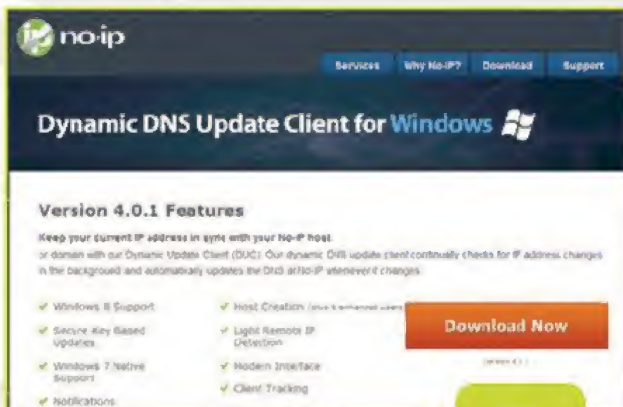 no-ip
Services Why No-IP? Download Support
Dynamic DNS Update Client for Windows
Version 4.0.1 Features
Keep your current IP address in sync with your No-IP host
or domain with our Dynamic Update Client (DUC). Our dynamic DNS update client continually checks for IP address changes
in the background and automatically updates the DNS at No-IP whenever it changes.
Windows 8 Support
Secure Key Based
Updates
Windows 7 Native
Support
Notifications
Host Creation (plus & enhanced users)
Light Remote IP
Detection
Modern Interface
Client Tracking
Download Now